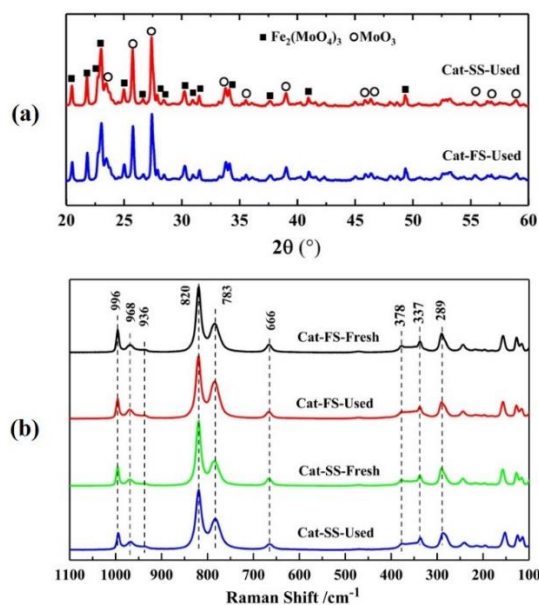 ■ Fe₂(MoO₄)₃ ○ MoO₃
Cat-SS-Used
(a)
Cat-FS-Used
20 25 30 35 40 45 50 55 60
2θ (°)
996 968 936 820 783 666 378 337 289
Cat-FS-Fresh
Cat-FS-Used
(b)
Cat-SS-Fresh
Cat-SS-Used
1100 1000 900 800 700 600 500 400 300 200 100
Raman Shift /cm⁻¹